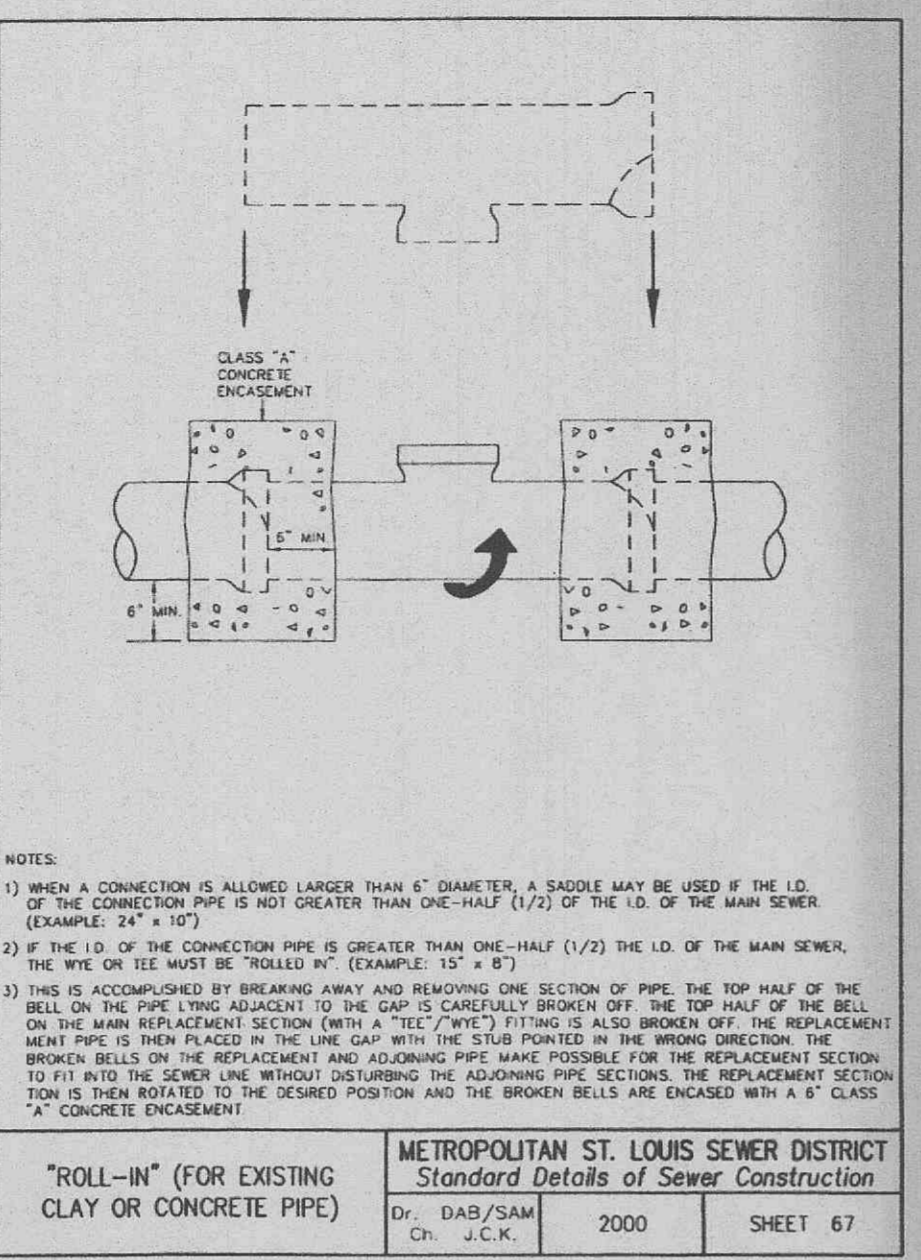 CLASS "A"
CONCRETE
ENCASEMENT
6" MIN.
6" MIN.
NOTES:
1) WHEN A CONNECTION IS ALLOWED LARGER THAN 6" DIAMETER, A SADDLE MAY BE USED IF THE I.D.
OF THE CONNECTION PIPE IS NOT GREATER THAN ONE-HALF (1/2) OF THE I.D. OF THE MAIN SEWER.
(EXAMPLE: 24" x 10")
2) IF THE I.D. OF THE CONNECTION PIPE IS GREATER THAN ONE-HALF (1/2) THE I.D. OF THE MAIN SEWER,
THE WYE OR TEE MUST BE "ROLLED IN". (EXAMPLE: 15" x 8")
3) THIS IS ACCOMPLISHED BY BREAKING AWAY AND REMOVING ONE SECTION OF PIPE. THE TOP HALF OF THE
BELL ON THE PIPE LYING ADJACENT TO THE GAP IS CAREFULLY BROKEN OFF. THE TOP HALF OF THE BELL
ON THE MAIN REPLACEMENT SECTION (WITH A "TEE"/"WYE") FITTING IS ALSO BROKEN OFF. THE REPLACEMENT
MENT PIPE IS THEN PLACED IN THE LINE GAP WITH THE STUB POINTED IN THE WRONG DIRECTION. THE
BROKEN BELLS ON THE REPLACEMENT AND ADJOINING PIPE MAKE POSSIBLE FOR THE REPLACEMENT SECTION
TO FIT INTO THE SEWER LINE WITHOUT DISTURBING THE ADJOINING PIPE SECTIONS. THE REPLACEMENT SECTION
TION IS THEN ROTATED TO THE DESIRED POSITION AND THE BROKEN BELLS ARE ENCASED WITH A 6" CLASS
"A" CONCRETE ENCASEMENT
"ROLL-IN" (FOR EXISTING
CLAY OR CONCRETE PIPE)
METROPOLITAN ST. LOUIS SEWER DISTRICT
Standard Details of Sewer Construction
Dr. DAB/SAM
Ch. J.C.K.
2000
SHEET 67